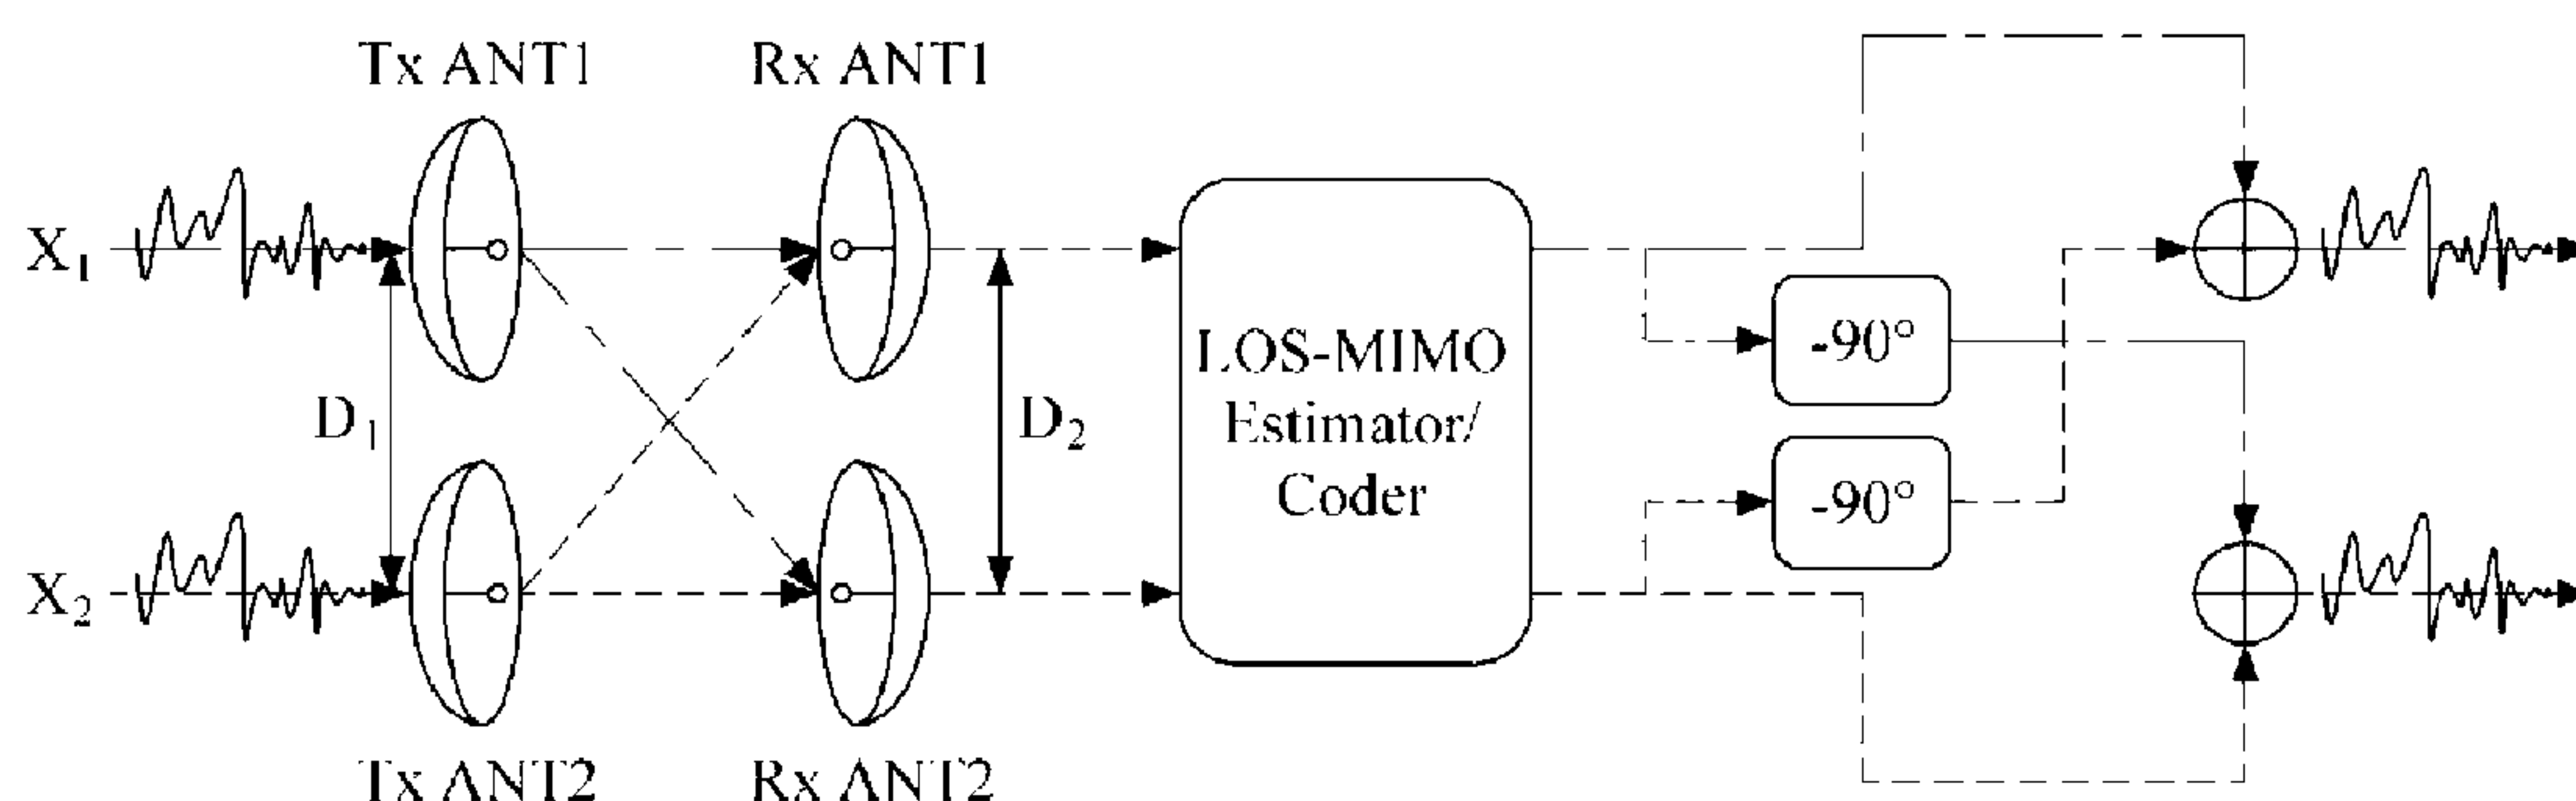 Tx ANT1 Rx ANT1
X1
D1
D2
LOS-MIMO
Estimator/
Coder
-90°
-90°
X2
Tx ANT2 Rx ANT2